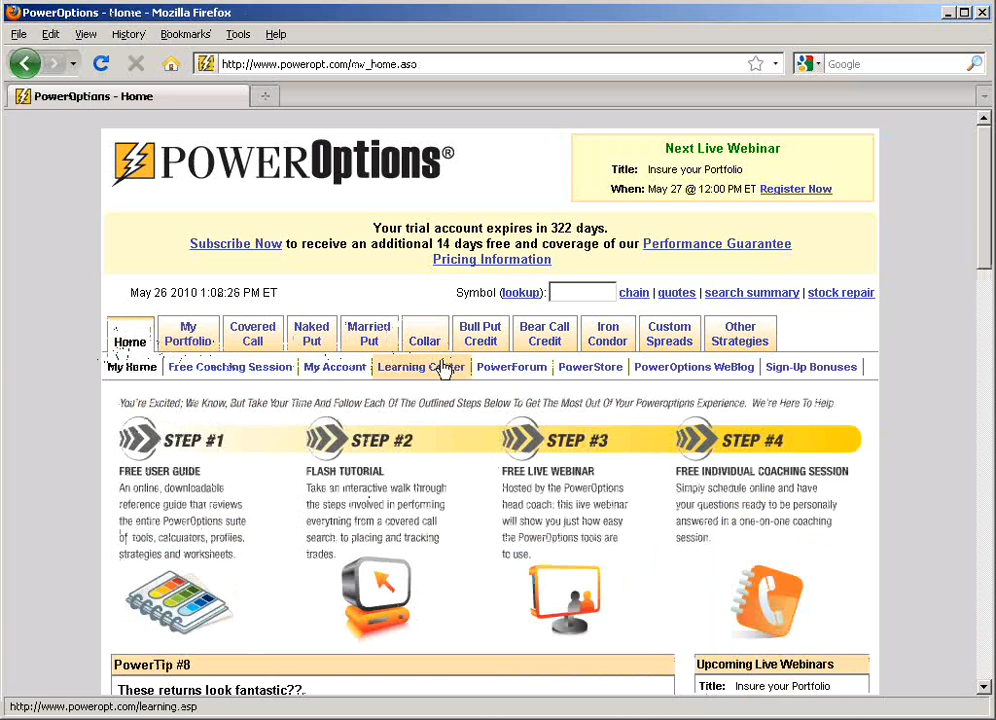 PowerOptions - Home - Mozilla Firefox
File Edit View History Bookmarks Tools Help
http://www.poweropt.com/mv_home.aso
Google
PowerOptions - Home
POWEROptions®
Next Live Webinar
Title: Insure your Portfolio
When: May 27 @ 12:00 PM ET Register Now
Your trial account expires in 322 days.
Subscribe Now to receive an additional 14 days free and coverage of our Performance Guarantee
Pricing Information
May 26 2010 1:08:26 PM ET
Symbol (lookup): chain | quotes | search summary | stock repair
Home
My Portfolio
Covered Call
Naked Put
Married Put
Collar
Bull Put Credit
Bear Call Credit
Iron Condor
Custom Spreads
Other Strategies
My Home | Free Coaching Session | My Account | Learning Center | PowerForum | PowerStore | PowerOptions WeBlog | Sign-Up Bonuses |
You're Excited; We Know, But Take Your Time And Follow Each Of The Outlined Steps Below To Get The Most Out Of Your Poweroptions Experience. We're Here To Help.
STEP #1
STEP #2
STEP #3
STEP #4
FREE USER GUIDE
An online, downloadable
reference guide that reviews
the entire PowerOptions suite
of tools, calculators, profiles,
strategies and worksheets.
FLASH TUTORIAL
Take an interactive walk through
the steps involved in performing
everything from a covered call
search, to placing and tracking
trades.
FREE LIVE WEBINAR
Hosted by the PowerOptions
head coach; this live webinar
will show you just how easy
the PowerOptions tools are
to use.
FREE INDIVIDUAL COACHING SESSION
Simply schedule online and have
your questions ready to be personally
answered in a one-on-one coaching
session.
PowerTip #8
These returns look fantastic??.
Upcoming Live Webinars
Title: Insure your Portfolio
http://www.poweropt.com/learning.asp